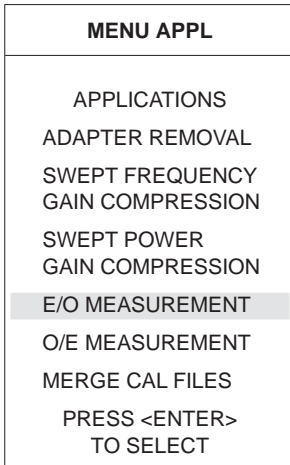 MENU APPL
APPLICATIONS
ADAPTER REMOVAL
SWEPT FREQUENCY
GAIN COMPRESSION
SWEPT POWER
GAIN COMPRESSION
E/O MEASUREMENT
O/E MEASUREMENT
MERGE CAL FILES
PRESS <ENTER>
TO SELECT